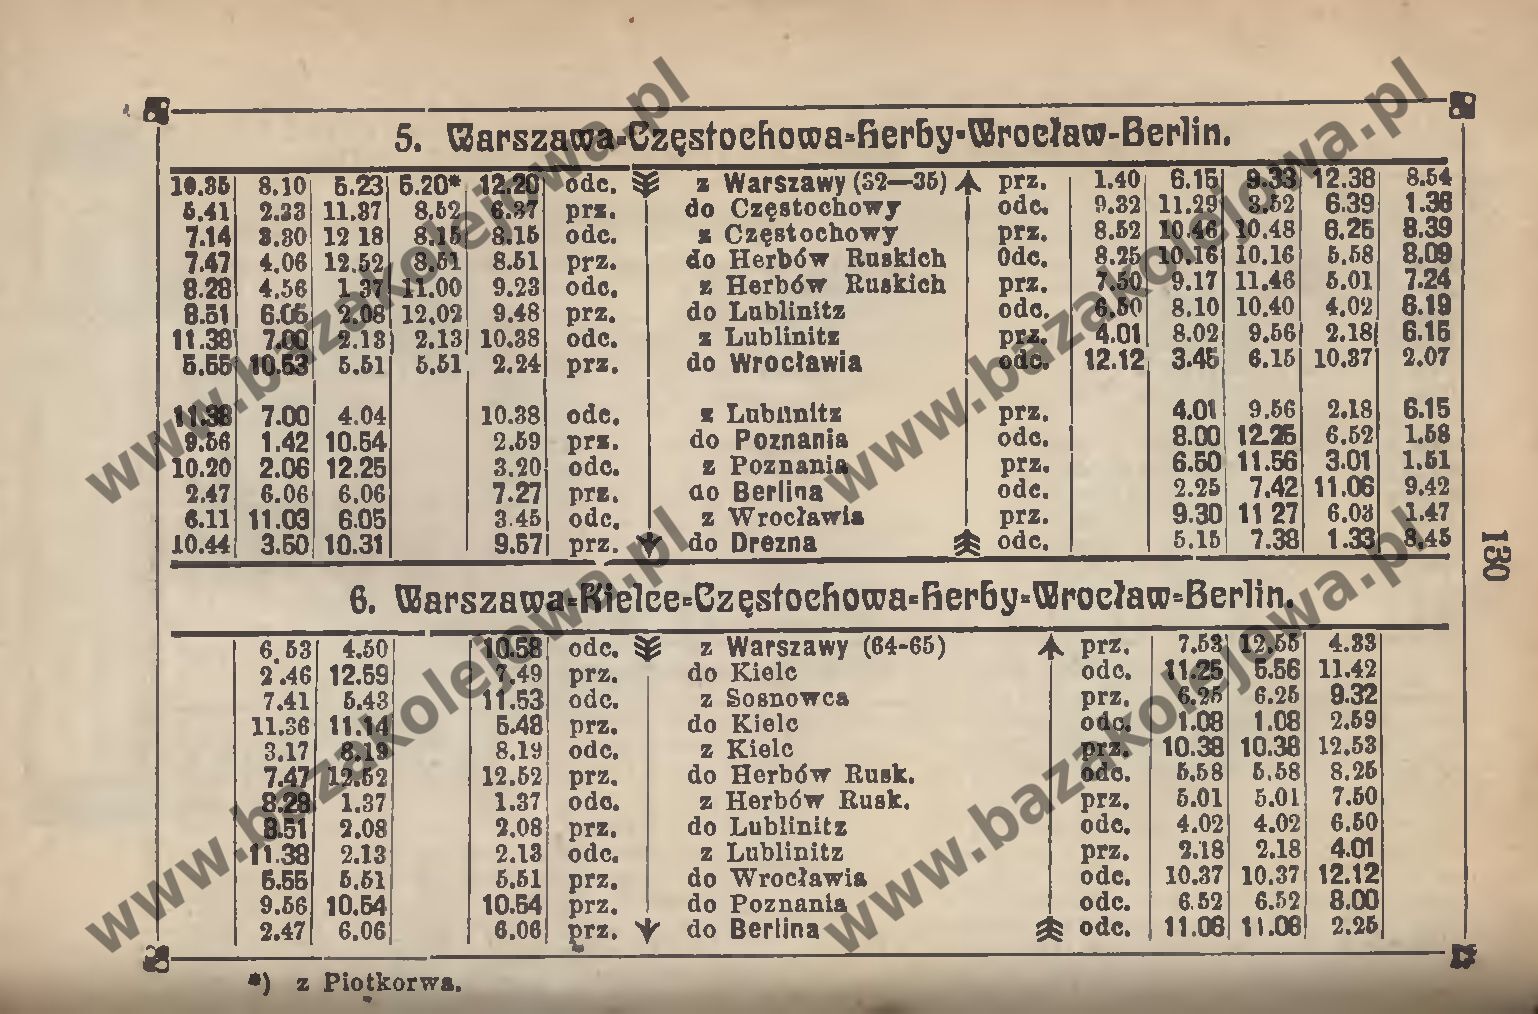 5. Warszawa-Częstochowa-Herby-Wrocław-Berlin.
10.35 8.10 5.23 5.20* 12.20 odc. z Warszawy (32—35) prz. 1.40 6.15 9.33 12.38 8.54
5.41 2.23 11.37 8.52 6.37 prz. do Częstochowy odc. 9.32 11.29 3.52 6.39 1.36
7.14 3.30 12 18 8.15 8.15 odc. z Częstochowy prz. 8.52 10.46 10.48 6.25 8.39
7.47 4.06 12.52 8.51 8.51 prz. do Herbów Ruskich Odc. 8.25 10.16 10.16 5.58 8.09
8.28 4.56 1.37 11.00 9.23 odc. z Herbów Ruskich prz. 7.50 9.17 11.46 5.01 7.24
8.51 6.05 2.08 12.02 9.48 prz. do Lublinitz odc. 6.50 8.10 10.40 4.02 6.19
11.38 7.00 2.13 2.13 10.38 odc. z Lublinitz prz. 4.01 8.02 9.56 2.18 6.15
5.55 10.53 5.51 5.51 2.24 prz. do Wrocławia odc. 12.12 3.45 6.15 10.37 2.07
11.38 7.00 4.04 10.38 odc. z Lublinitz prz. 4.01 9.56 2.18 6.15
9.56 1.42 10.54 2.59 prz. do Poznania odc. 8.00 12.25 6.52 1.58
10.20 2.06 12.25 3.20 odc. z Poznania prz. 6.50 11.56 3.01 1.51
2.47 6.06 6.06 7.27 prz. do Berlina odc. 2.25 7.42 11.06 9.42
6.11 11.03 6.05 3.45 odc. z Wrocławia prz. 9.30 11 27 6.03 1.47
10.44 3.50 10.31 9.57 prz. do Drezna odc. 5.15 7.38 1.33 8.45
130
6. Warszawa-Kielce-Częstochowa-Herby-Wrocław-Berlin.
6.53 4.50 10.58 odc. z Warszawy (64-65) prz. 7.53 12.55 4.33
2.46 12.59 7.49 prz. do Kielc odc. 11.25 5.56 11.42
7.41 5.43 11.53 odc. z Sosnowca prz. 6.25 6.25 9.32
11.36 11.14 5.48 prz. do Kielc odc. 1.08 1.08 2.59
3.17 8.19 8.19 odc. z Kielc prz. 10.38 10.38 12.53
7.47 12.52 12.52 prz. do Herbów Rusk. odc. 5.58 5.58 8.25
8.28 1.37 1.37 odc. z Herbów Rusk. prz. 5.01 5.01 7.50
8.51 2.08 2.08 prz. do Lublinitz odc. 4.02 4.02 6.50
11.38 2.13 2.13 odc. z Lublinitz prz. 2.18 2.18 4.01
5.55 5.51 5.51 prz. do Wrocławia odc. 10.37 10.37 12.12
9.56 10.54 10.54 prz. do Poznania odc. 6.52 6.52 8.00
2.47 6.06 6.06 prz. do Berlina odc. 11.06 11.06 2.25
*) z Piotkorwa.
www.bazakolejowa.pl
www.bazakolejowa.pl
www.bazakolejowa.pl
www.bazakolejowa.pl